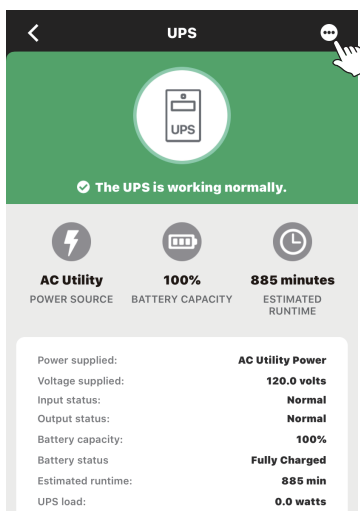 UPS
UPS
The UPS is working normally.
AC Utility 100% 885 minutes
POWER SOURCE BATTERY CAPACITY ESTIMATED
RUNTIME
Power supplied: AC Utility Power
Voltage supplied: 120.0 volts
Input status: Normal
Output status: Normal
Battery capacity: 100%
Battery status Fully Charged
Estimated runtime: 885 min
UPS load: 0.0 watts